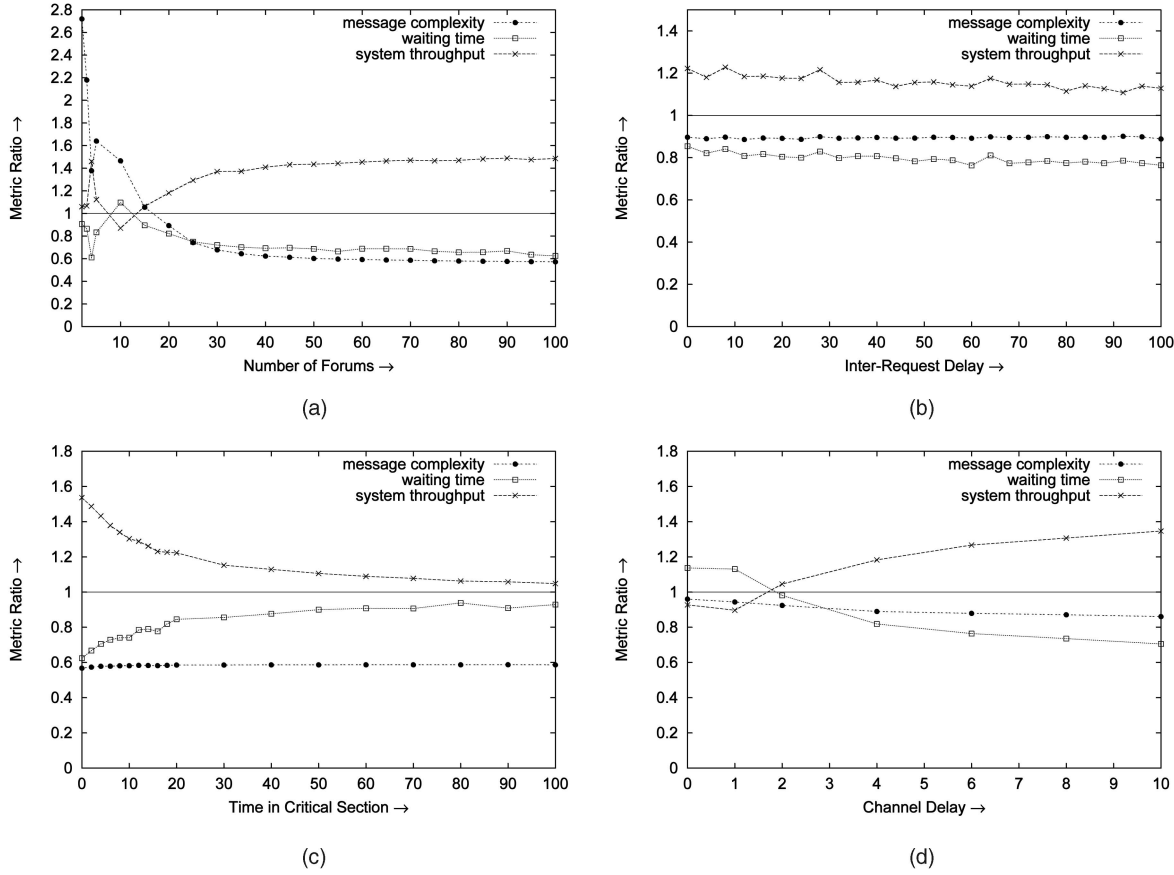 message complexity
waiting time
system throughput
Metric Ratio →
2.8
2.6
2.4
2.2
2
1.8
1.6
1.4
1.2
1
0.8
0.6
0.4
0.2
0
10 20 30 40 50 60 70 80 90 100
Number of Forums →
(a)
message complexity
waiting time
system throughput
Metric Ratio →
1.4
1.2
1
0.8
0.6
0.4
0.2
0
0 10 20 30 40 50 60 70 80 90 100
Inter-Request Delay →
(b)
message complexity
waiting time
system throughput
Metric Ratio →
1.8
1.6
1.4
1.2
1
0.8
0.6
0.4
0.2
0
0 10 20 30 40 50 60 70 80 90 100
Time in Critical Section →
(c)
message complexity
waiting time
system throughput
Metric Ratio →
1.8
1.6
1.4
1.2
1
0.8
0.6
0.4
0.2
0
0 1 2 3 4 5 6 7 8 9 10
Channel Delay →
(d)